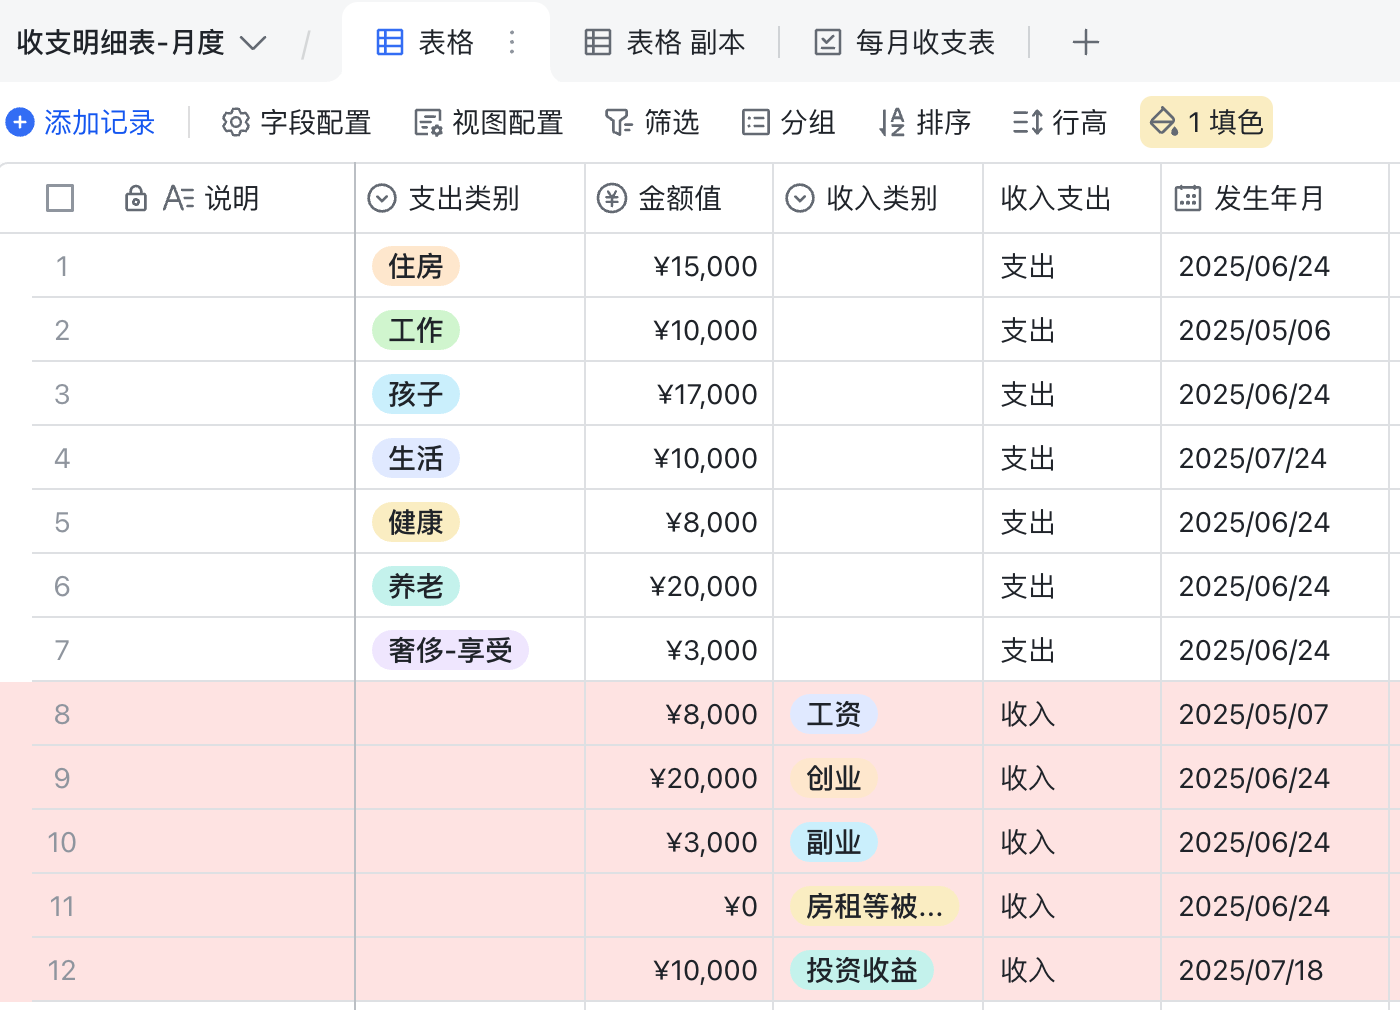 收支明细表-月度 / 表格 表格 副本 每月收支表
添加记录 字段配置 视图配置 筛选 分组 排序 行高 1 填色
说明 支出类别 金额值 收入类别 收入支出 发生年月
1 住房 ¥15,000 支出 2025/06/24
2 工作 ¥10,000 支出 2025/05/06
3 孩子 ¥17,000 支出 2025/06/24
4 生活 ¥10,000 支出 2025/07/24
5 健康 ¥8,000 支出 2025/06/24
6 养老 ¥20,000 支出 2025/06/24
7 奢侈-享受 ¥3,000 支出 2025/06/24
8 ¥8,000 工资 收入 2025/05/07
9 ¥20,000 创业 收入 2025/06/24
10 ¥3,000 副业 收入 2025/06/24
11 ¥0 房租等被... 收入 2025/06/24
12 ¥10,000 投资收益 收入 2025/07/18